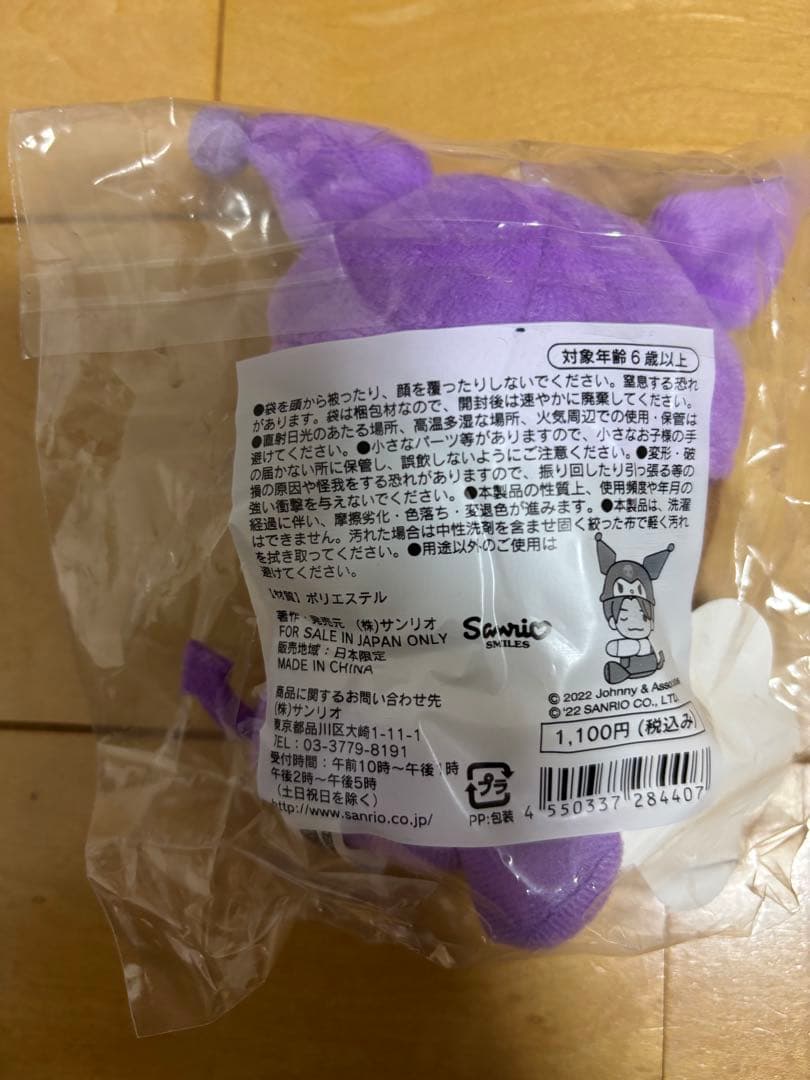 対象年齢6歳以上
●袋を頭から被ったり、顔を覆ったりしないでください。窒息する恐れ
があります。袋は梱包材なので、開封後は速やかに廃棄してください。
●直射日光のあたる場所、高温多湿な場所、火気周辺での使用・保管は
避けてください。●小さなパーツ等がありますので、小さなお子様の手
の届かない所に保管し、誤飲しないようにご注意ください。●変形・破
損の原因や怪我をする恐れがありますので、振り回したり引っ張る等の
強い衝撃を与えないでください。●本製品の性質上、使用頻度や年月の
経過に伴い、摩擦劣化・色落ち・変退色が進みます。●本製品は、洗濯
はできません。汚れた場合は中性洗剤を含ませ固く絞った布で軽く汚れ
を拭き取ってください。●用途以外のご使用は
避けてください。
【材質】ポリエステル
著作・発売元 (株)サンリオ
FOR SALE IN JAPAN ONLY
販売地域:日本限定
MADE IN CHINA
Sanrio
SMILES
商品に関するお問い合わせ先
(株)サンリオ
東京都品川区大崎1-11-1
TEL:03-3779-8191
受付時間:午前10時~午後1時
午後2時~午後5時
(土日祝日を除く)
http://www.sanrio.co.jp/
© 2022 Johnny & Associates
© '22 SANRIO CO., LTD.
1,100円(税込み)
プラ
PP:包装
4 550337 284407